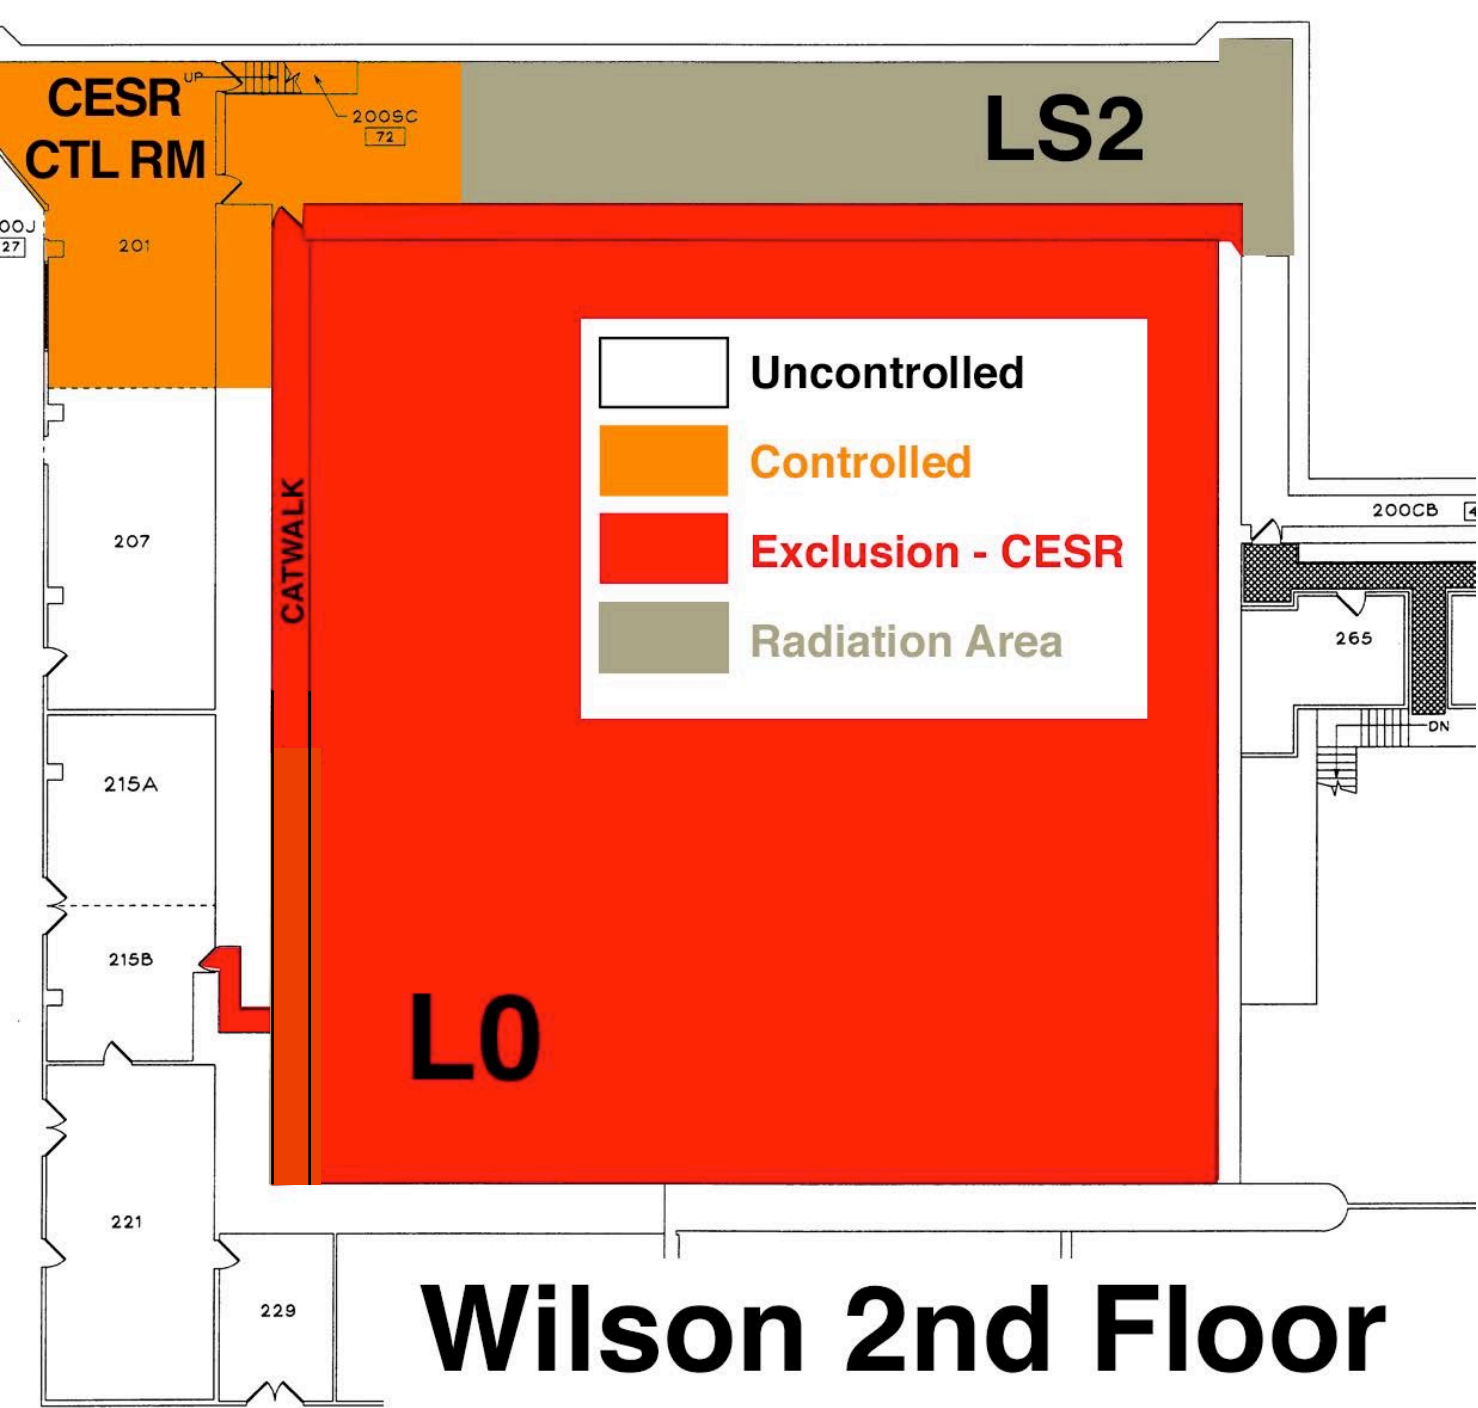 CESR
CTL RM
UP
200SC
72
LS2
00J
27
201
Uncontrolled
Controlled
Exclusion - CESR
Radiation Area
CATWALK
200CB
4
207
265
DN
215A
215B
L0
221
229
Wilson 2nd Floor